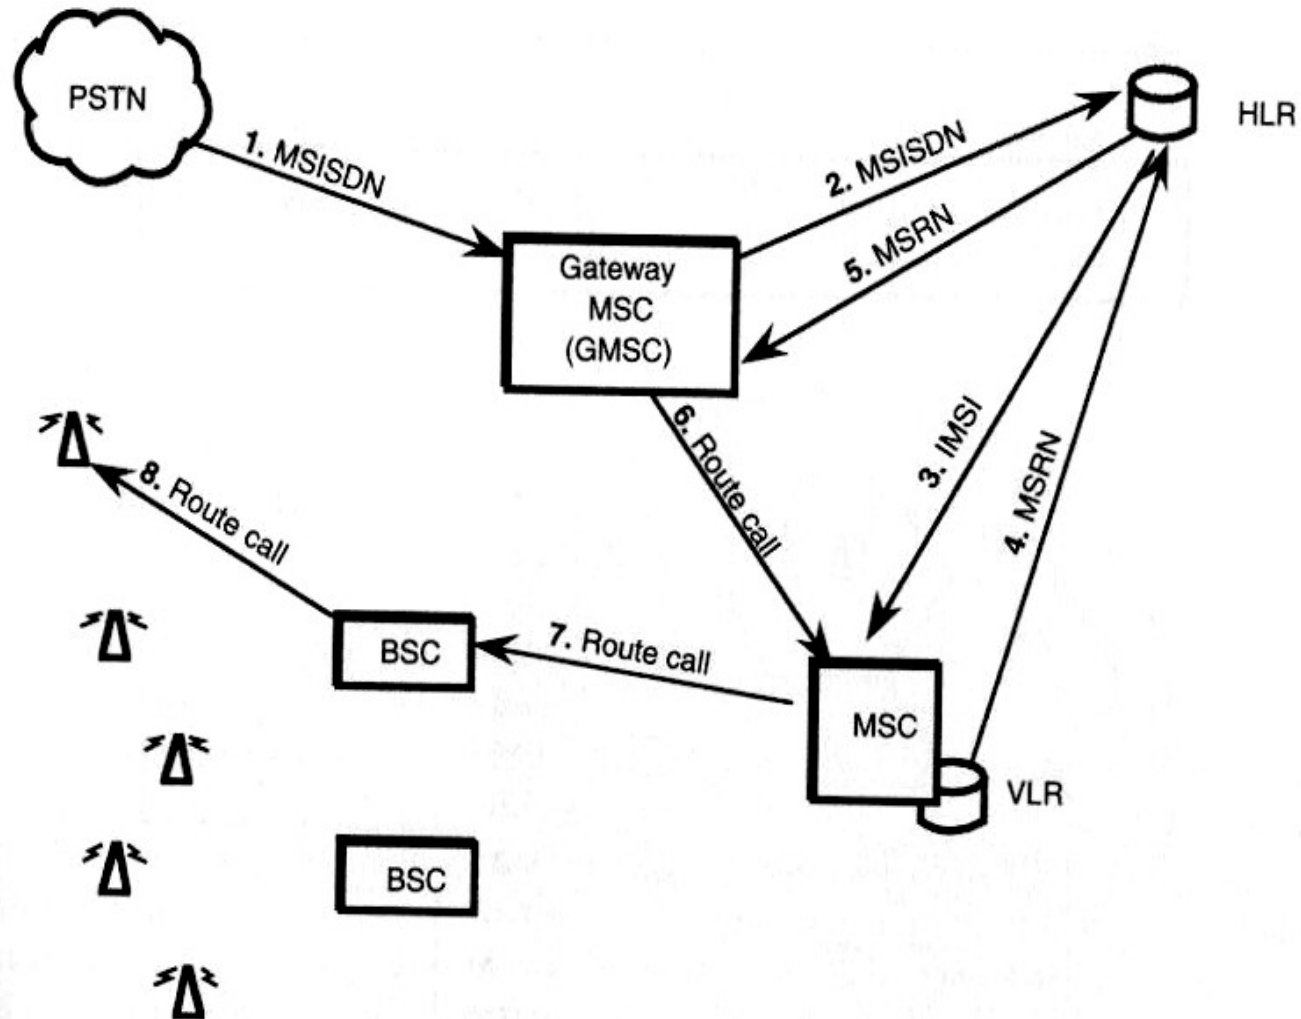 PSTN
HLR
1. MSISDN
2. MSISDN
5. MSRN
Gateway
MSC
(GMSC)
3. IMSI
4. MSRN
6. Route call
8. Route call
BSC
7. Route call
MSC
VLR
BSC